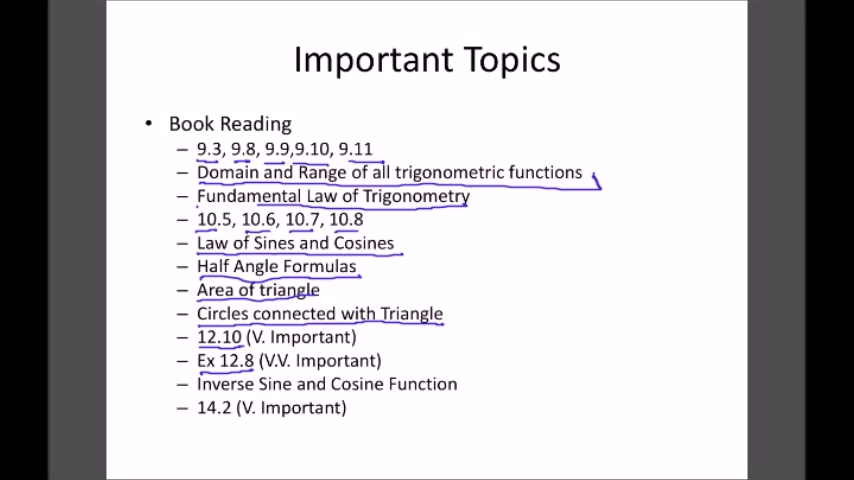 Important Topics
• Book Reading
– 9.3, 9.8, 9.9,9.10, 9.11
– Domain and Range of all trigonometric functions
– Fundamental Law of Trigonometry
– 10.5, 10.6, 10.7, 10.8
– Law of Sines and Cosines
– Half Angle Formulas
– Area of triangle
– Circles connected with Triangle
– 12.10 (V. Important)
– Ex 12.8 (V.V. Important)
– Inverse Sine and Cosine Function
– 14.2 (V. Important)